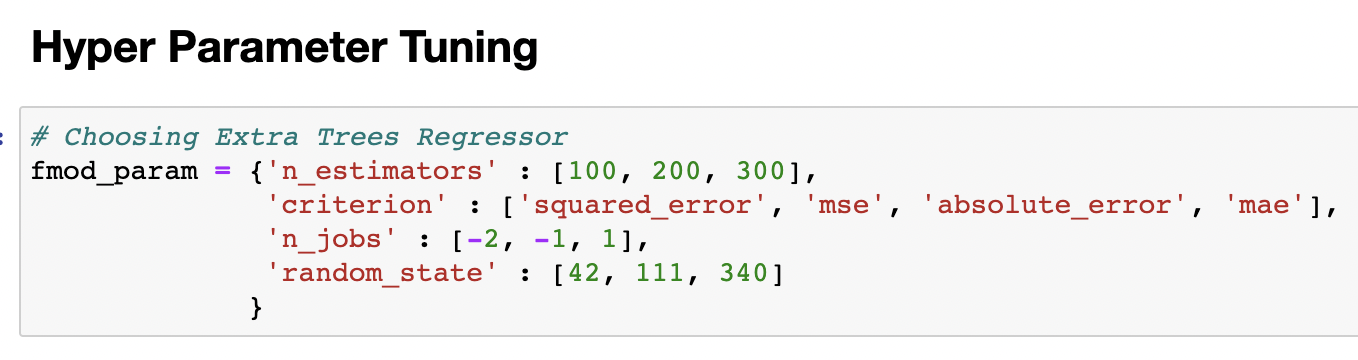 Hyper Parameter Tuning
: # Choosing Extra Trees Regressor
fmod_param = {'n_estimators' : [100, 200, 300],
'criterion' : ['squared_error', 'mse', 'absolute_error', 'mae'],
'n_jobs' : [-2, -1, 1],
'random_state' : [42, 111, 340]
}